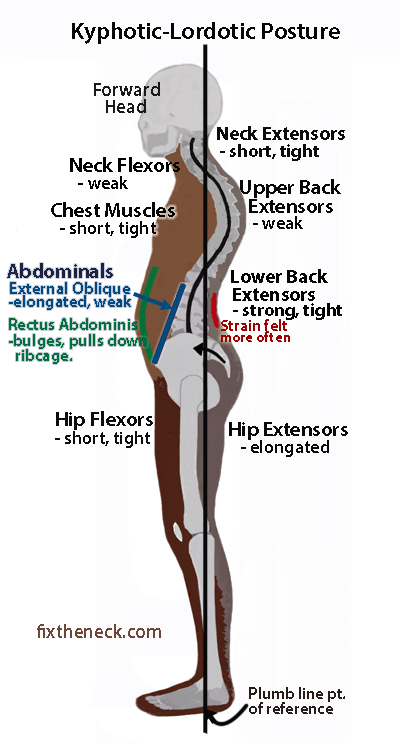 Kyphotic-Lordotic Posture
Forward
Head
Neck Extensors
- short, tight
Neck Flexors
- weak
Upper Back
Extensors
- weak
Chest Muscles
- short, tight
Abdominals
External Oblique
-elongated, weak
Rectus Abdominis
-bulges, pulls down
ribcage.
Lower Back
Extensors
- strong, tight
Strain felt
more often
Hip Flexors
- short, tight
Hip Extensors
- elongated
fixtheneck.com
Plumb line pt.
of reference